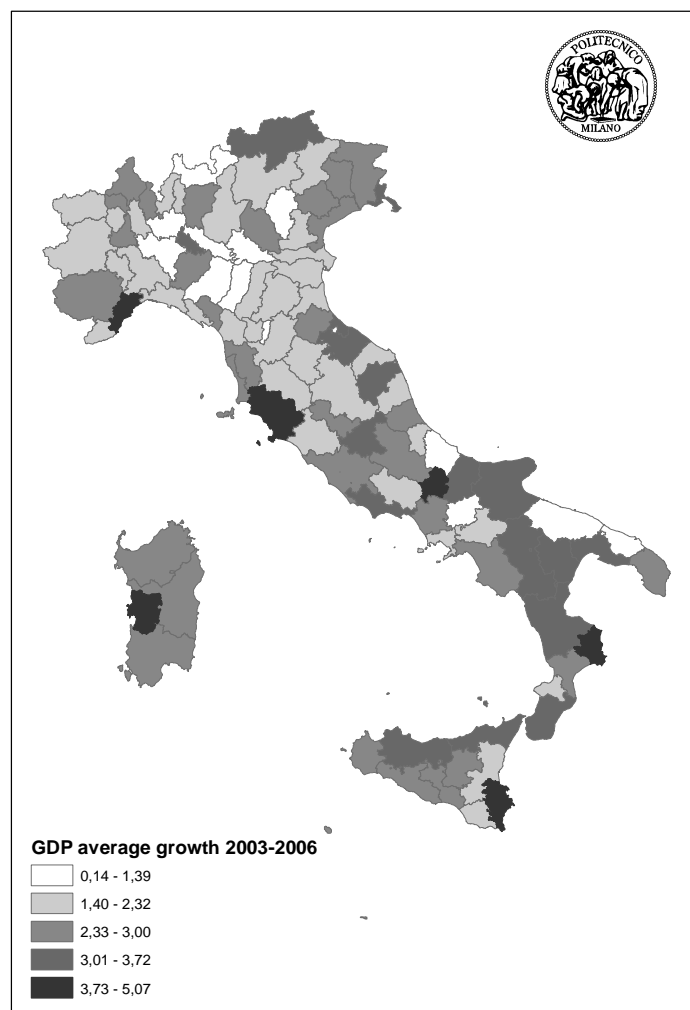 POLITECNICO
MILANO
GDP average growth 2003-2006
0,14 - 1,39
1,40 - 2,32
2,33 - 3,00
3,01 - 3,72
3,73 - 5,07